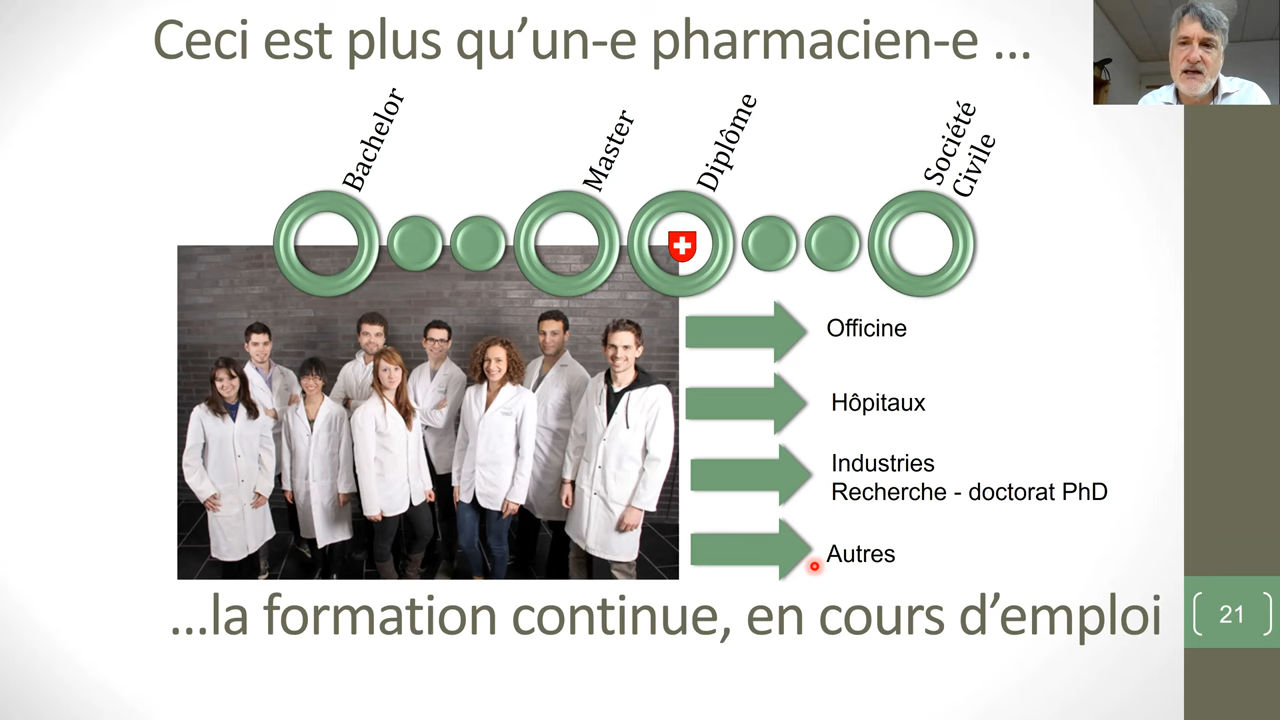 Ceci est plus qu’un-e pharmacien-e ...
Bachelor
Master
Diplôme
Société
Civile
Officine
Hôpitaux
Industries
Recherche - doctorat PhD
Autres
...la formation continue, en cours d’emploi
21